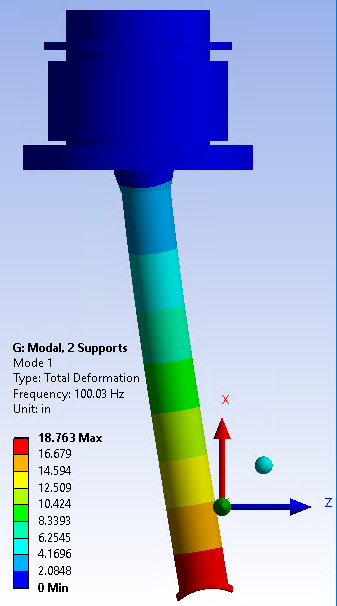 X
Z
G: Modal, 2 Supports
Mode 1
Type: Total Deformation
Frequency: 100.03 Hz
Unit: in
18.763 Max
16.679
14.594
12.509
10.424
8.3393
6.2545
4.1696
2.0848
0 Min